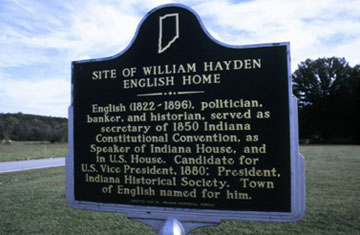 SITE OF WILLIAM HAYDEN
ENGLISH HOME
English (1822-1896), politician,
banker, and historian, served as
secretary of 1850 Indiana
Constitutional Convention, as
Speaker of Indiana House, and
in U.S. House. Candidate for
U.S. Vice President, 1880; President,
Indiana Historical Society. Town
of English named for him.